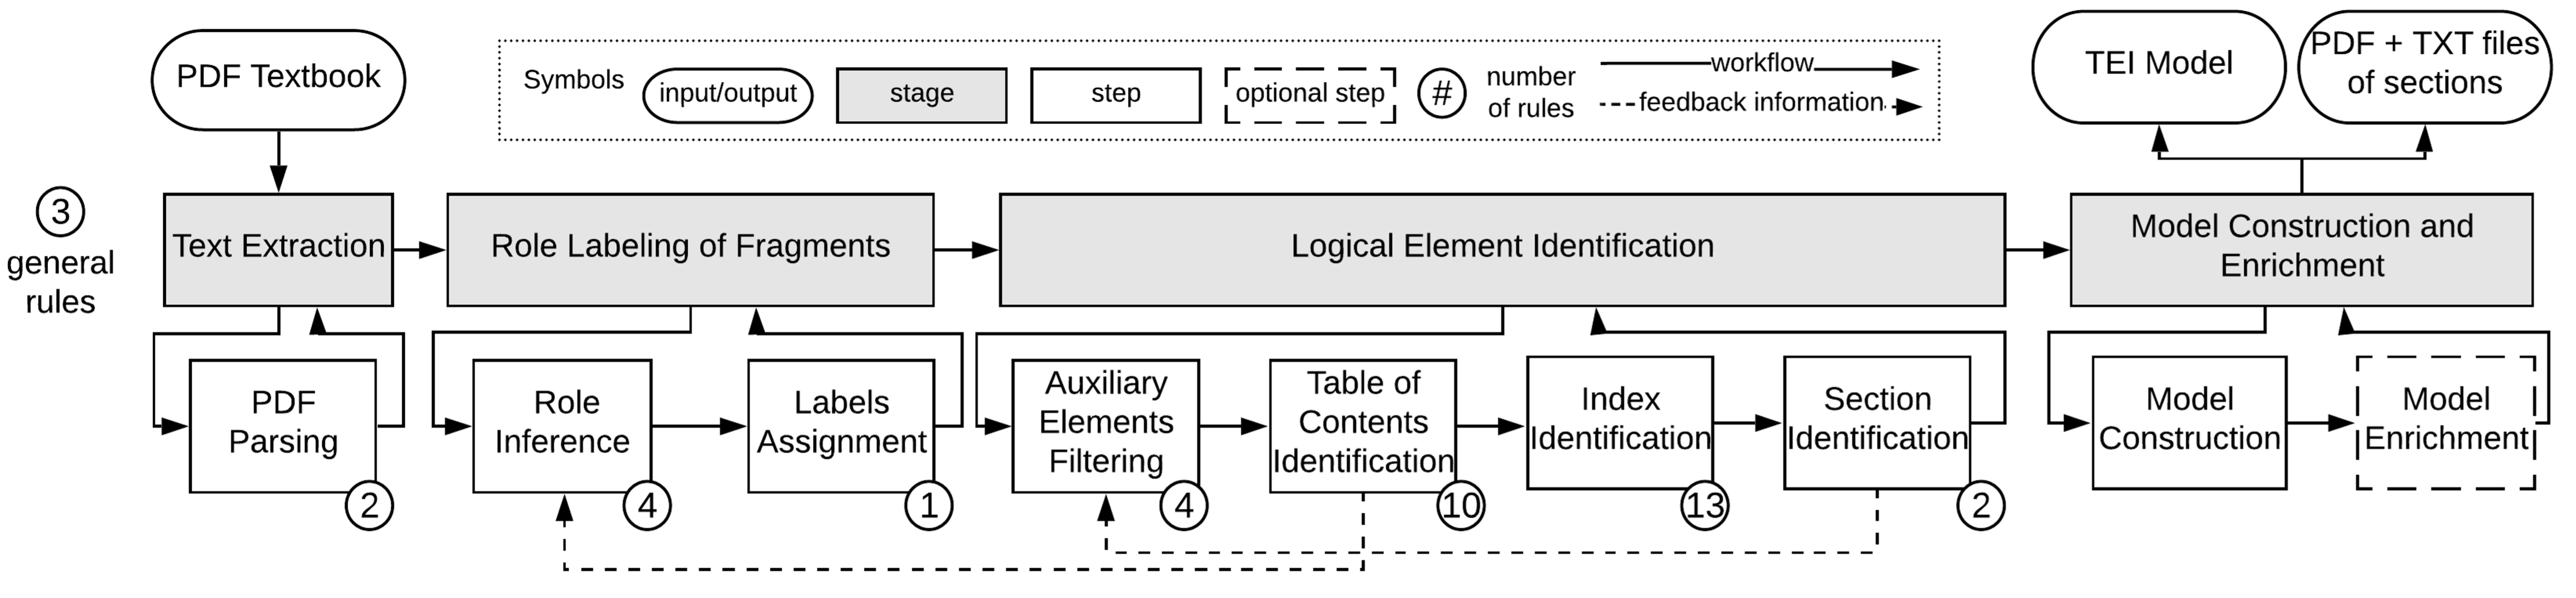 PDF Textbook
Symbols
input/output
stage
step
optional step
#
number
of rules
workflow
feedback information
TEI Model
PDF + TXT files
of sections
3
general
rules
Text Extraction
Role Labeling of Fragments
Logical Element Identification
Model Construction and
Enrichment
PDF
Parsing
2
Role
Inference
4
Labels
Assignment
1
Auxiliary
Elements
Filtering
4
Table of
Contents
Identification
10
Index
Identification
13
Section
Identification
2
Model
Construction
Model
Enrichment